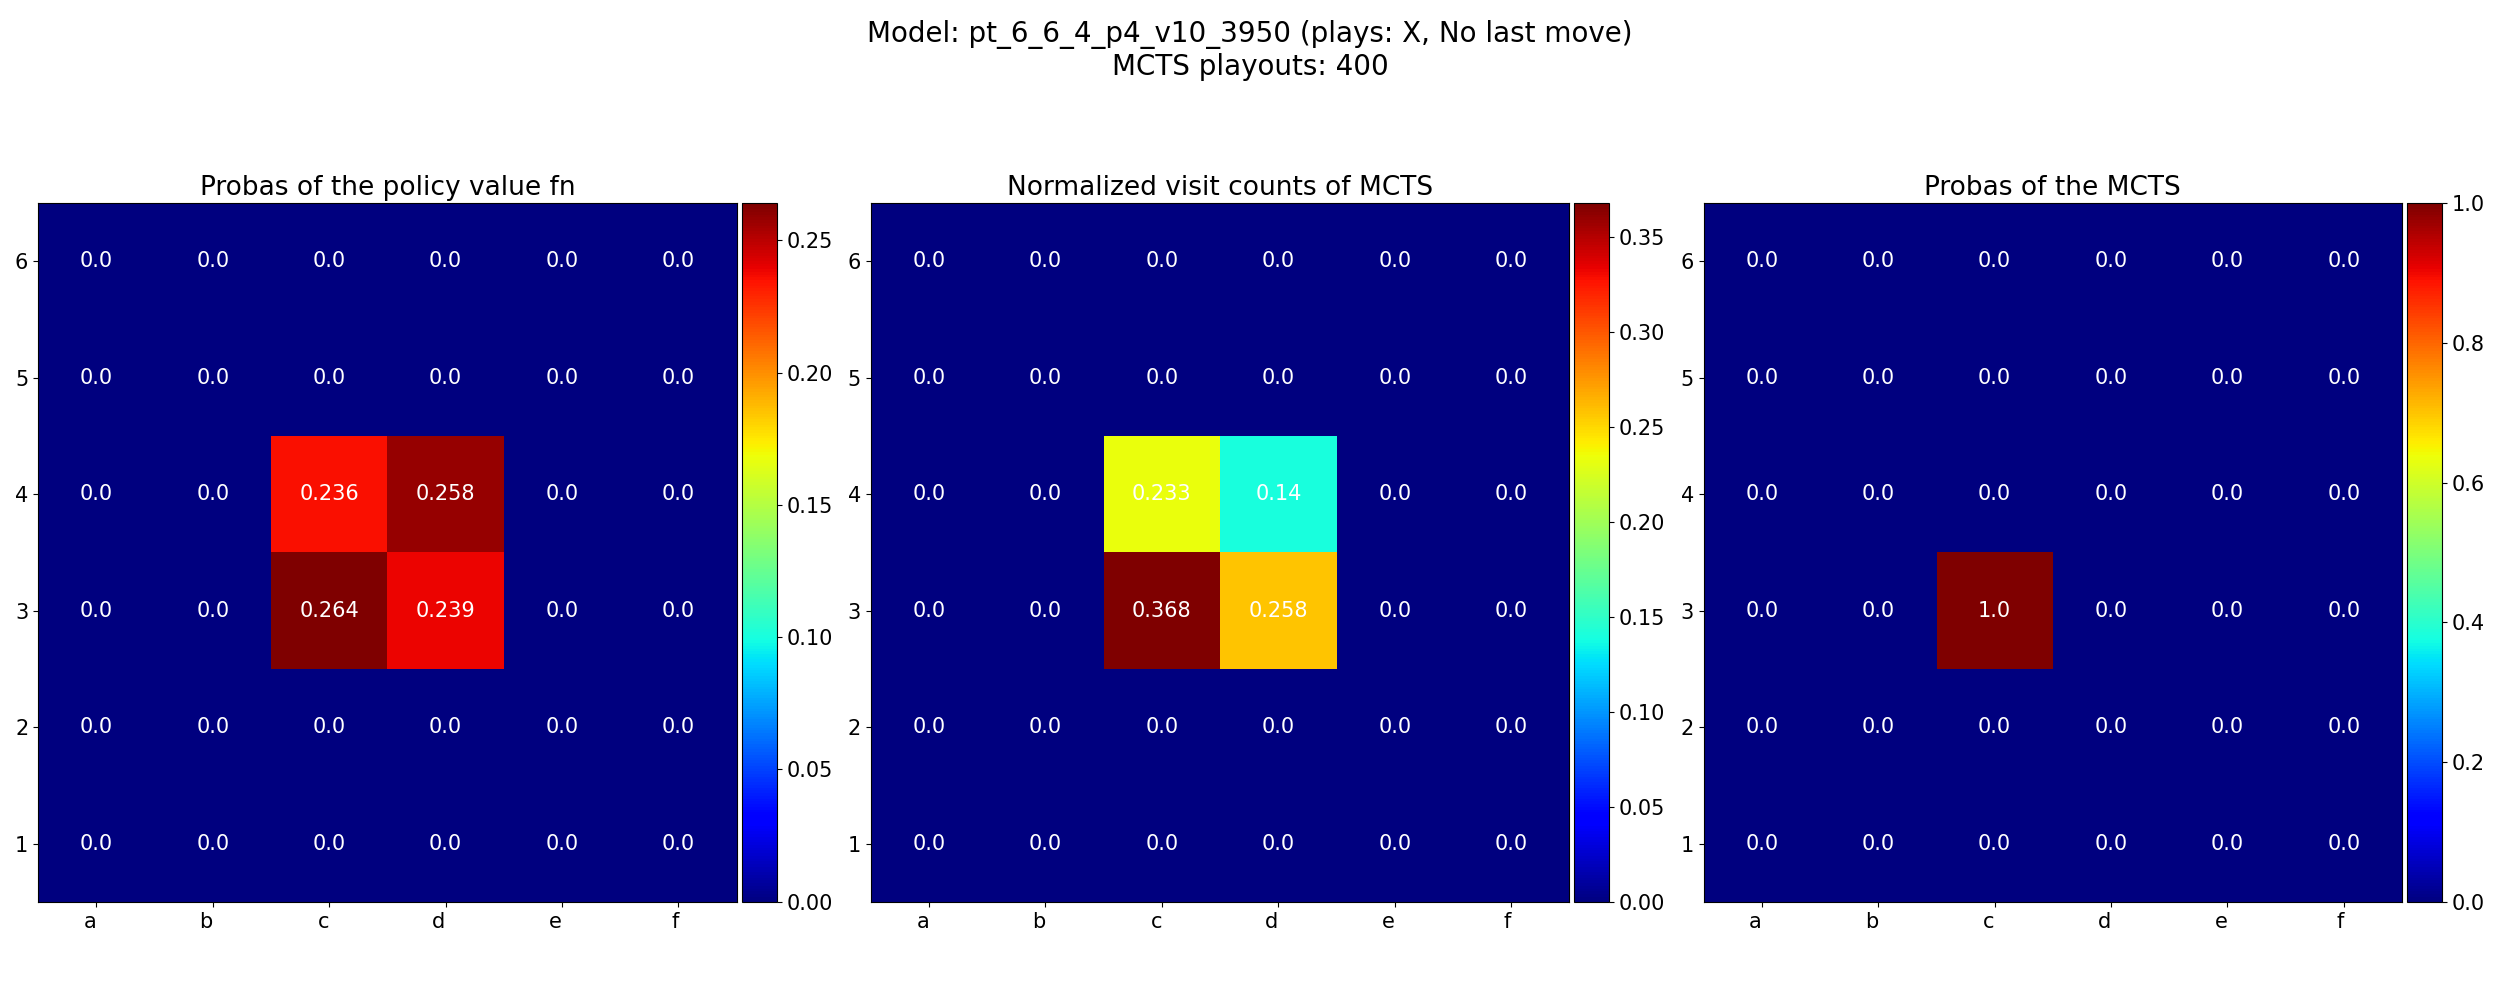 Model: pt_6_6_4_p4_v10_3950 (plays: X, No last move)
MCTS playouts: 400
Probas of the policy value fn
6 0.0 0.0 0.0 0.0 0.0 0.0
5 0.0 0.0 0.0 0.0 0.0 0.0
4 0.0 0.0 0.236 0.258 0.0 0.0
3 0.0 0.0 0.264 0.239 0.0 0.0
2 0.0 0.0 0.0 0.0 0.0 0.0
1 0.0 0.0 0.0 0.0 0.0 0.0
a b c d e f
0.25
0.20
0.15
0.10
0.05
0.00
Normalized visit counts of MCTS
6 0.0 0.0 0.0 0.0 0.0 0.0
5 0.0 0.0 0.0 0.0 0.0 0.0
4 0.0 0.0 0.233 0.14 0.0 0.0
3 0.0 0.0 0.368 0.258 0.0 0.0
2 0.0 0.0 0.0 0.0 0.0 0.0
1 0.0 0.0 0.0 0.0 0.0 0.0
a b c d e f
0.35
0.30
0.25
0.20
0.15
0.10
0.05
0.00
Probas of the MCTS
6 0.0 0.0 0.0 0.0 0.0 0.0
5 0.0 0.0 0.0 0.0 0.0 0.0
4 0.0 0.0 0.0 0.0 0.0 0.0
3 0.0 0.0 1.0 0.0 0.0 0.0
2 0.0 0.0 0.0 0.0 0.0 0.0
1 0.0 0.0 0.0 0.0 0.0 0.0
a b c d e f
1.0
0.8
0.6
0.4
0.2
0.0